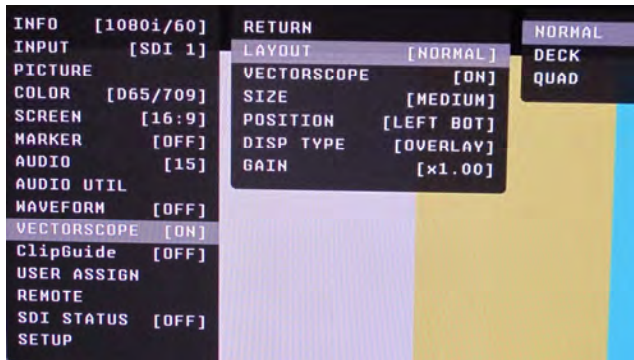 INFO [1080i/60]
INPUT [SDI 1]
PICTURE
COLOR [D65/709]
SCREEN [16:9]
MARKER [OFF]
AUDIO [15]
AUDIO UTIL
WAVEFORM [OFF]
VECTORSCOPE [ON]
ClipGuide [OFF]
USER ASSIGN
REMOTE
SDI STATUS [OFF]
SETUP
RETURN
LAYOUT [NORMAL]
VECTORSCOPE [ON]
SIZE [MEDIUM]
POSITION [LEFT BOT]
DISP TYPE [OVERLAY]
GAIN [x1.00]
NORMAL
DECK
QUAD